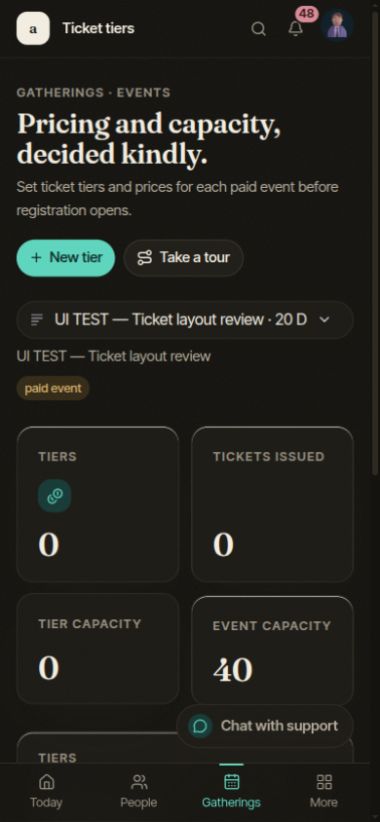 a
Ticket tiers
48
GATHERINGS · EVENTS
Pricing and capacity,
decided kindly.
Set ticket tiers and prices for each paid event before
registration opens.
+ New tier
Take a tour
UI TEST — Ticket layout review · 20 D
UI TEST — Ticket layout review
paid event
TIERS
0
TICKETS ISSUED
0
TIER CAPACITY
0
EVENT CAPACITY
40
Chat with support
TIERS
Today
People
Gatherings
More